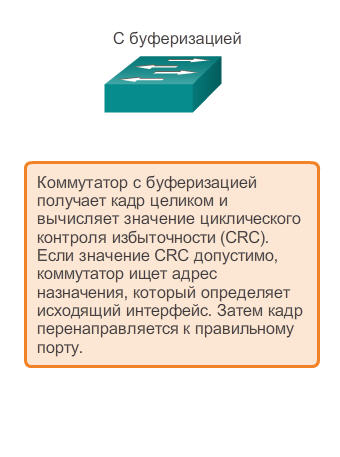 С буферизацией
Коммутатор с буферизацией
получает кадр целиком и
вычисляет значение циклического
контроля избыточности (CRC).
Если значение CRC допустимо,
коммутатор ищет адрес
назначения, который определяет
исходящий интерфейс. Затем кадр
перенаправляется к правильному
порту.